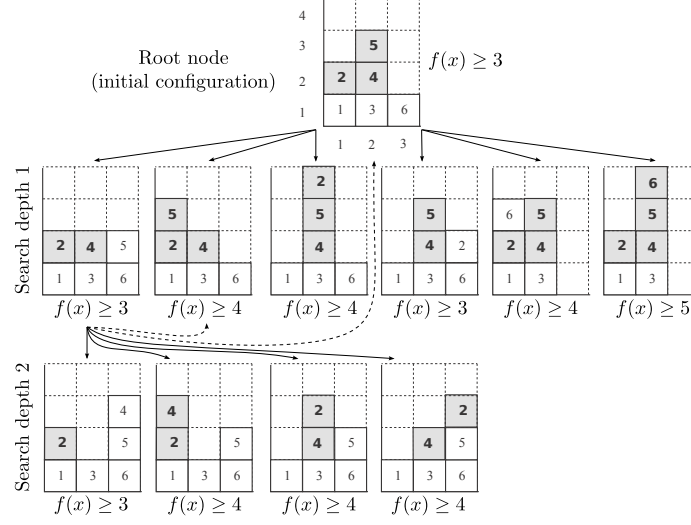 4
3 5
Root node f(x) ≥ 3
(initial configuration)
2 2 4
1 1 3 6
1 2 3
Search depth 1
2 6
5 5 5 6 5 5
2 4 5 2 4 4 4 2 2 4 2 4
1 3 6 1 3 6 1 3 6 1 3 6 1 3 1 3
f(x) ≥ 3 f(x) ≥ 4 f(x) ≥ 4 f(x) ≥ 3 f(x) ≥ 4 f(x) ≥ 5
Search depth 2
4 4 2 2
2 5 2 5 4 5 4 5
1 3 6 1 3 6 1 3 6 1 3 6
f(x) ≥ 3 f(x) ≥ 4 f(x) ≥ 4 f(x) ≥ 4